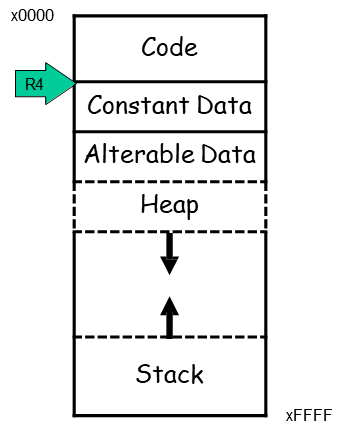 x0000
Code
R4
Constant Data
Alterable Data
Heap
Stack
xFFFF